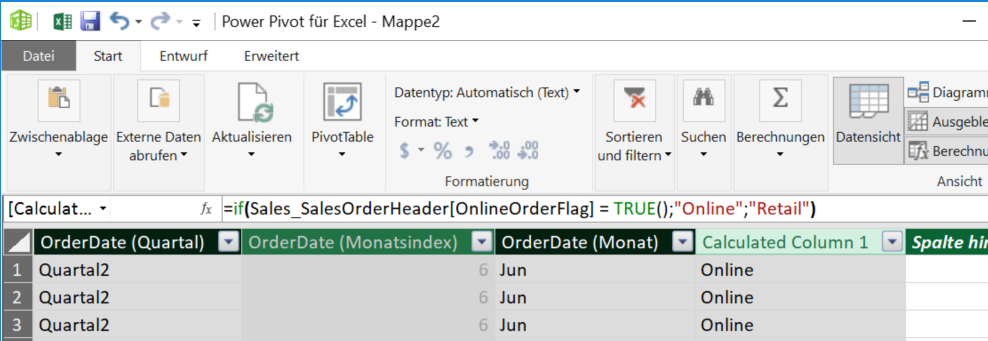 Power Pivot für Excel - Mappe2
Datei Start Entwurf Erweitert
Zwischenablage
Externe Daten abrufen
Aktualisieren
PivotTable
Datentyp: Automatisch (Text)
Format: Text
$ % , .00 .00
Formatierung
Sortieren und filtern
Suchen
Berechnungen
Datensicht
Diagramm
Ausgeble
Berechnu
Ansicht
[Calculat... fx =if(Sales_SalesOrderHeader[OnlineOrderFlag] = TRUE();"Online";"Retail")
OrderDate (Quartal) OrderDate (Monatsindex) OrderDate (Monat) Calculated Column 1 Spalte hin
1 Quartal2 6 Jun Online
2 Quartal2 6 Jun Online
3 Quartal2 6 Jun Online